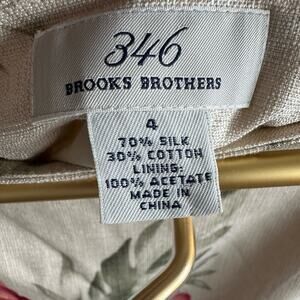 346
BROOKS BROTHERS
4
70% SILK
30% COTTON
LINING:
100% ACETATE
MADE IN
CHINA